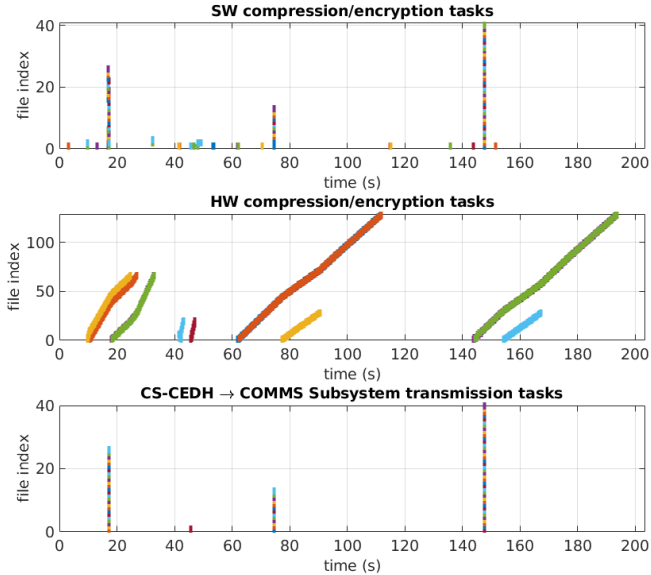 SW compression/encryption tasks
40
20
0
file index
0 20 40 60 80 100 120 140 160 180 200
time (s)
HW compression/encryption tasks
100
50
0
file index
0 20 40 60 80 100 120 140 160 180 200
time (s)
CS-CEDH → COMMS Subsystem transmission tasks
40
20
0
file index
0 20 40 60 80 100 120 140 160 180 200
time (s)